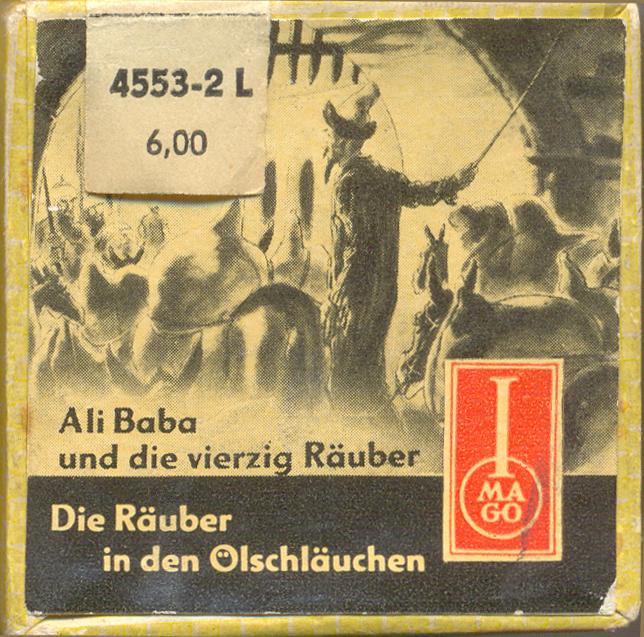 4553-2 L
6,00
Ali Baba
und die vierzig Räuber
I
MA
GO
Die Räuber
in den Ölschläuchen